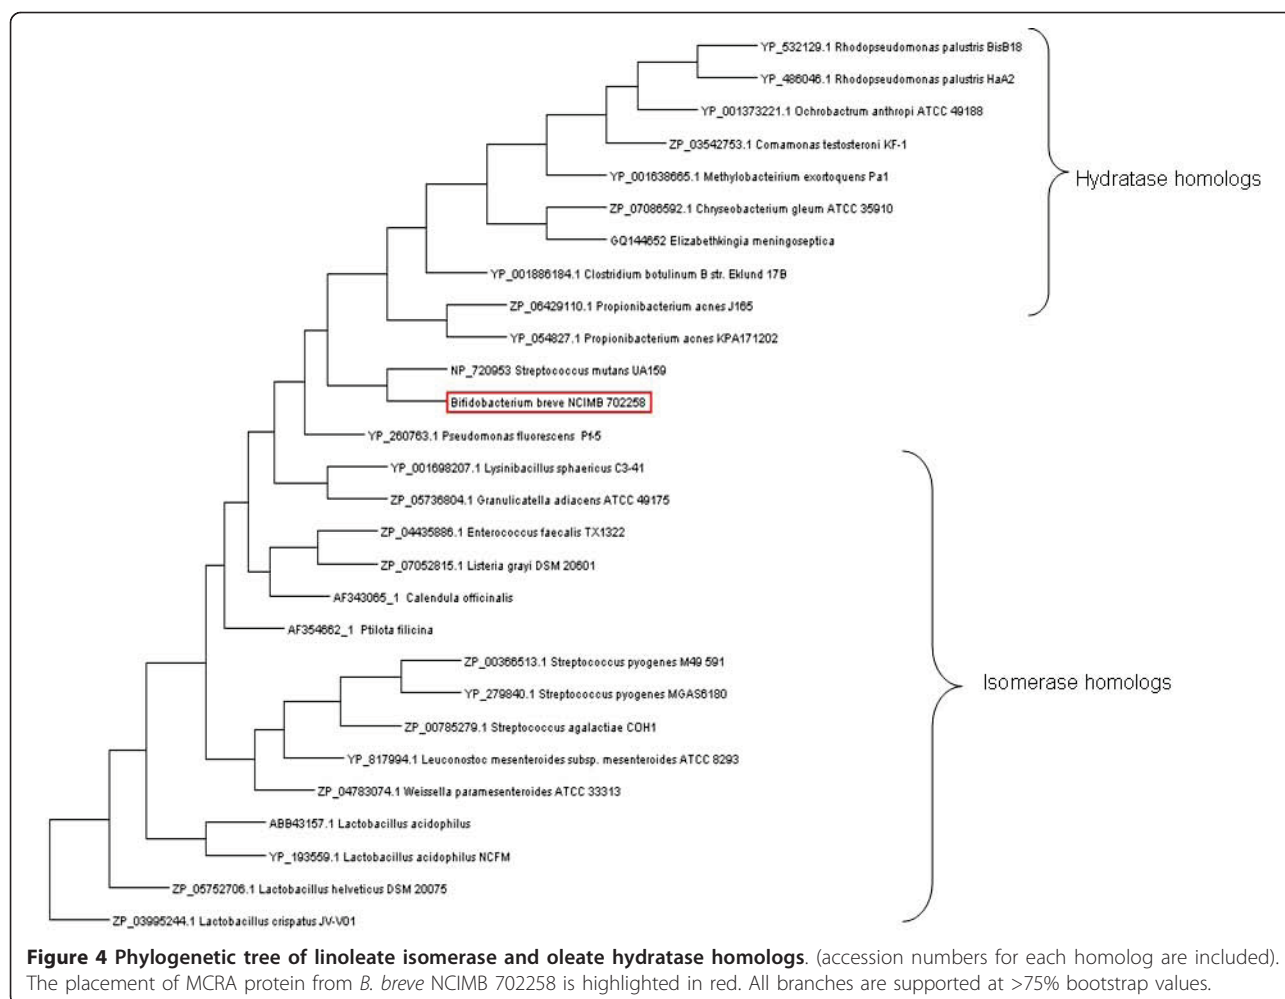 YP_532129.1 Rhodopseudomonas palustris BisB18
YP_486046.1 Rhodopseudomonas palustris HaA2
YP_001373221.1 Ochrobactrum anthropi ATCC 49188
ZP_03542753.1 Comamonas testosteroni KF-1
YP_001638665.1 Methylobacteirium exortoquens Pa1
Hydratase homologs
ZP_07086592.1 Chryseobacterium gleum ATCC 35910
GQ144652 Elizabethkingia meningoseptica
YP_001886184.1 Clostridium botulinum B str. Eklund 17B
ZP_06429110.1 Propionibacterium acnes J165
YP_054827.1 Propionibacterium acnes KPA171202
NP_720953 Streptococcus mutans UA159
Bifidobacterium breve NCIMB 702258
YP_260763.1 Pseudomonas fluorescens Pf-5
YP_001698207.1 Lysinibacillus sphaericus C3-41
ZP_05736804.1 Granulicatella adiacens ATCC 49175
ZP_04435886.1 Enterococcus faecalis TX1322
ZP_07052815.1 Listeria grayi DSM 20601
AF343065_1 Calendula officinalis
AF354662_1 Ptilota filicina
ZP_00366513.1 Streptococcus pyogenes M49 591
Isomerase homologs
YP_279840.1 Streptococcus pyogenes MGAS6180
ZP_00785279.1 Streptococcus agalactiae COH1
YP_817994.1 Leuconostoc mesenteroides subsp. mesenteroides ATCC 8293
ZP_04783074.1 Weissella paramesenteroides ATCC 33313
ABB43157.1 Lactobacillus acidophilus
YP_193559.1 Lactobacillus acidophilus NCFM
ZP_05752706.1 Lactobacillus helveticus DSM 20075
ZP_03995244.1 Lactobacillus crispatus JV-V01
Figure 4 Phylogenetic tree of linoleate isomerase and oleate hydratase homologs. (accession numbers for each homolog are included).
The placement of MCRA protein from B. breve NCIMB 702258 is highlighted in red. All branches are supported at >75% bootstrap values.